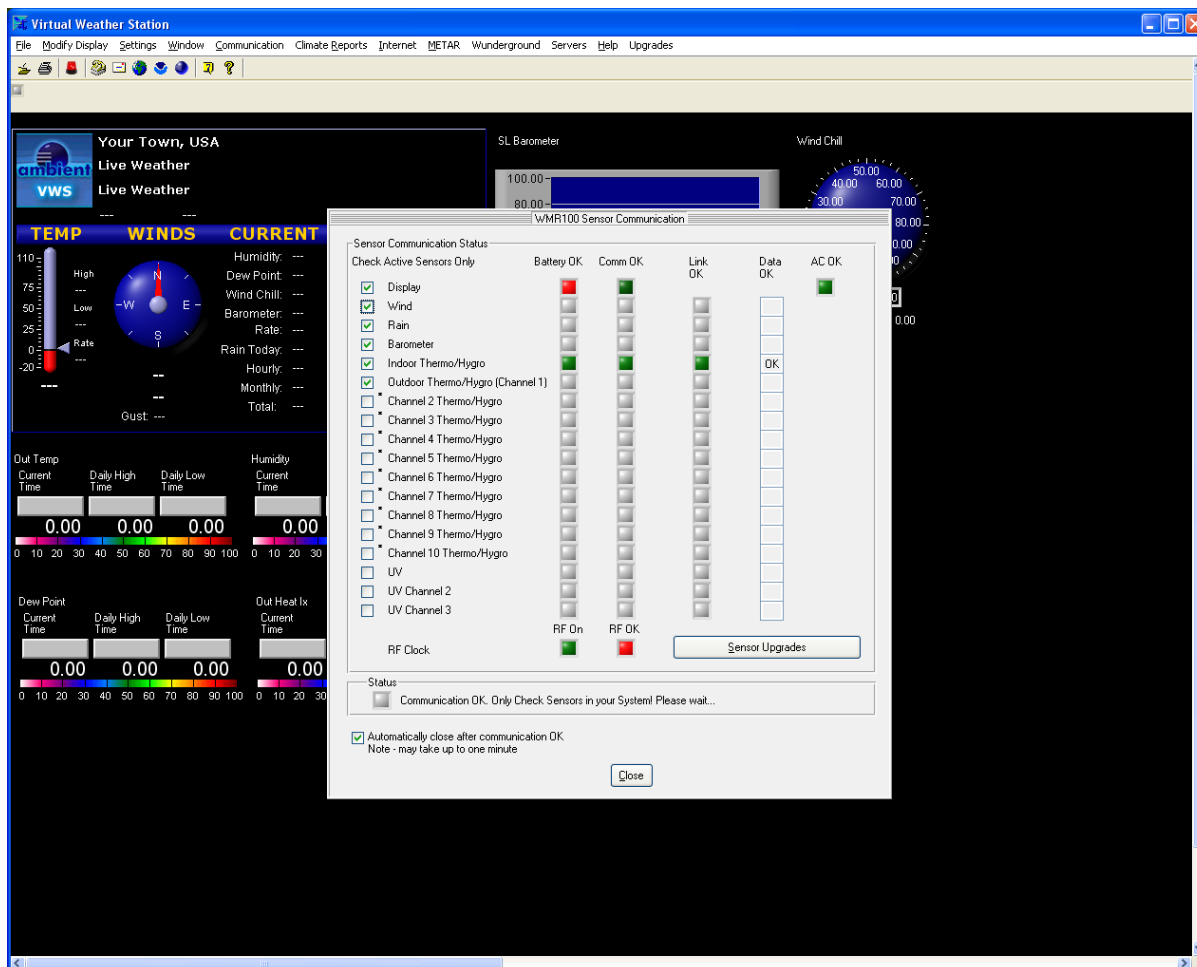 Virtual Weather Station
File Modify Display Settings Window Communication Climate Reports Internet METAR Wunderground Servers Help Upgrades
ambient
VWS
Your Town, USA
Live Weather
Live Weather
--- ---
TEMP WINDS CURRENT
110
75
50
25
0
-20
High
---
Low
---
Rate
---
---
N
W E
S
--
--
Gust: ---
Humidity: ---
Dew Point: ---
Wind Chill: ---
Barometer: ---
Rate: ---
Rain Today: ---
Hourly: ---
Monthly: ---
Total: ---
SL Barometer
100.00
80.00
Wind Chill
50.00
40.00 60.00
30.00 70.00
80.00
0.00
0.00
Out Temp
Current Time
Daily High Time
Daily Low Time
0.00 0.00 0.00
0 10 20 30 40 50 60 70 80 90 100
Humidity
Current Time
0.00
0 10 20 30
Dew Point
Current Time
Daily High Time
Daily Low Time
0.00 0.00 0.00
0 10 20 30 40 50 60 70 80 90 100
Out Heat Ix
Current Time
0.00
0 10 20 30
WMR100 Sensor Communication
Sensor Communication Status
Check Active Sensors Only Battery OK Comm OK Link OK Data OK AC OK
Display
Wind
Rain
Barometer
Indoor Thermo/Hygro OK
Outdoor Thermo/Hygro (Channel 1)
* Channel 2 Thermo/Hygro
* Channel 3 Thermo/Hygro
* Channel 4 Thermo/Hygro
* Channel 5 Thermo/Hygro
* Channel 6 Thermo/Hygro
* Channel 7 Thermo/Hygro
* Channel 8 Thermo/Hygro
* Channel 9 Thermo/Hygro
* Channel 10 Thermo/Hygro
UV
UV Channel 2
UV Channel 3
RF On RF OK
RF Clock
Sensor Upgrades
Status
Communication OK. Only Check Sensors in your System! Please wait...
Automatically close after communication OK
Note - may take up to one minute
Close